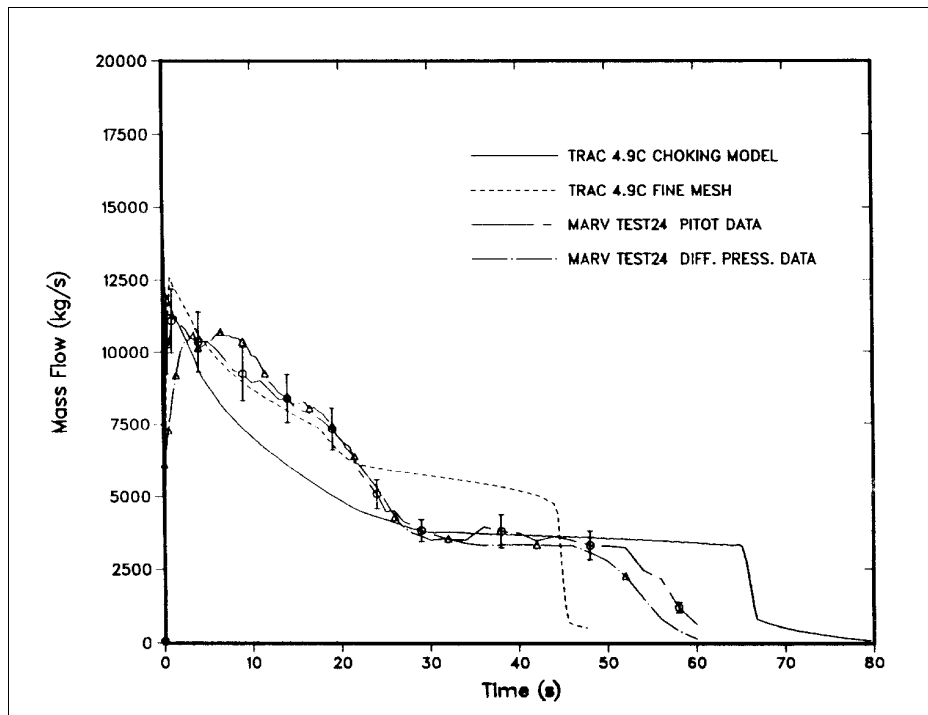 20000
17500
15000
12500
10000
7500
5000
2500
0
Mass Flow (kg/s)
TRAC 4.9C CHOKING MODEL
TRAC 4.9C FINE MESH
MARV TEST24 PITOT DATA
MARV TEST24 DIFF. PRESS. DATA
0 10 20 30 40 50 60 70 80
Time (s)